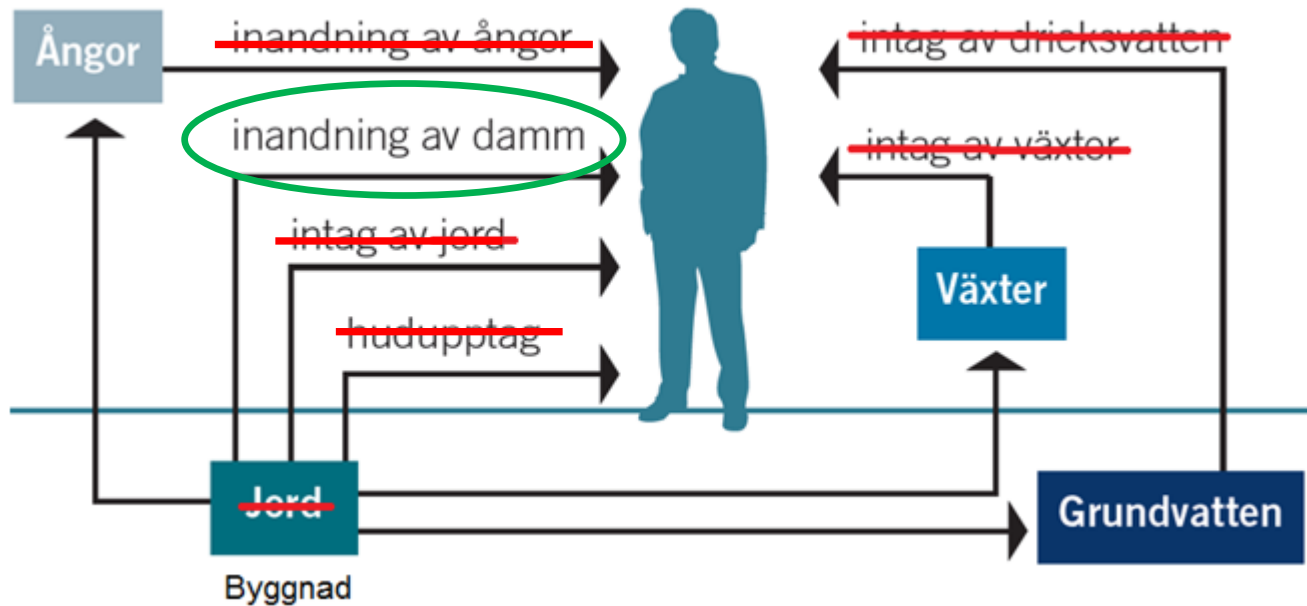 Ångor
inandning av ångor
intag av dricksvatten
inandning av damm
intag av växter
intag av jord
Växter
hudupptag
Jord
Grundvatten
Byggnad